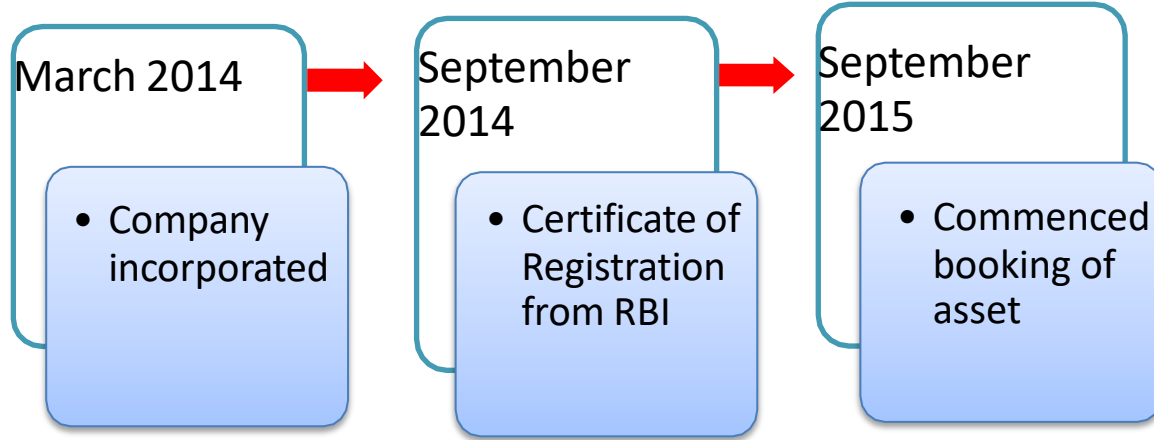 March 2014
• Company
incorporated
September
2014
• Certificate of
Registration
from RBI
September
2015
• Commenced
booking of
asset